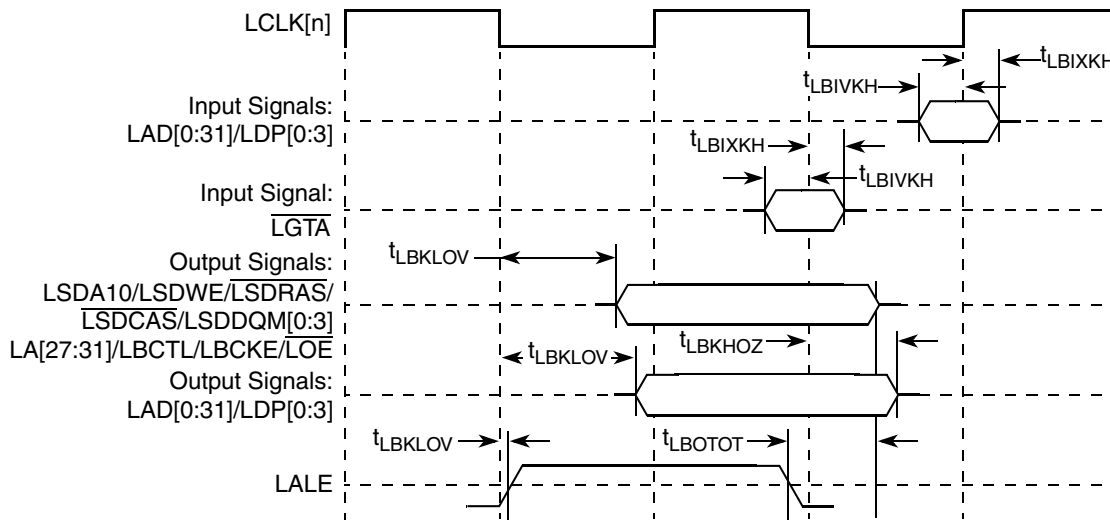 LCLK[n]
tLBIXKH
tLBIVKH
Input Signals:
LAD[0:31]/LDP[0:3]
tLBIXKH
tLBIVKH
Input Signal:
LGTA
tLBKLOV
Output Signals:
LSDA10/LSDWE/LSDRAS/
LSDCAS/LSDDQM[0:3]
LA[27:31]/LBCTL/LBCKE/LOE
tLBKLOV
tLBKHOZ
Output Signals:
LAD[0:31]/LDP[0:3]
tLBKLOV
tLBOTOT
LALE